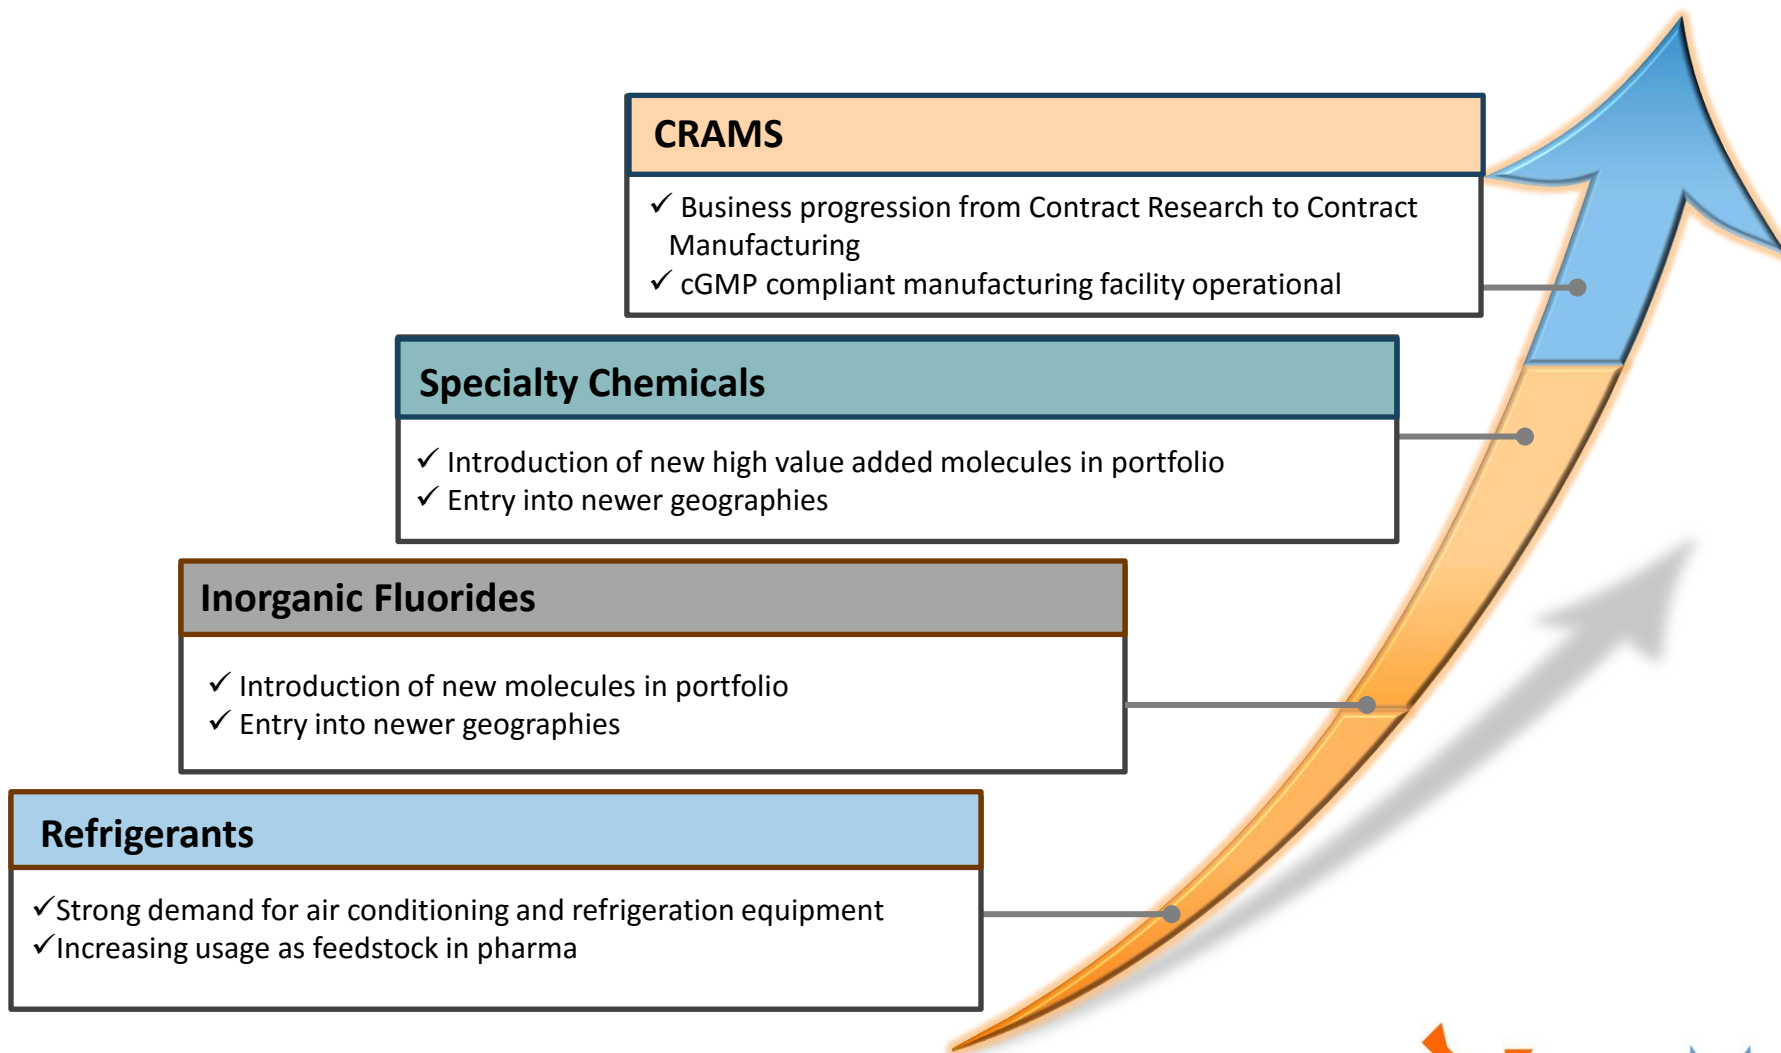 CRAMS
✓ Business progression from Contract Research to Contract
Manufacturing
✓ cGMP compliant manufacturing facility operational
Specialty Chemicals
✓ Introduction of new high value added molecules in portfolio
✓ Entry into newer geographies
Inorganic Fluorides
✓ Introduction of new molecules in portfolio
✓ Entry into newer geographies
Refrigerants
✓Strong demand for air conditioning and refrigeration equipment
✓Increasing usage as feedstock in pharma